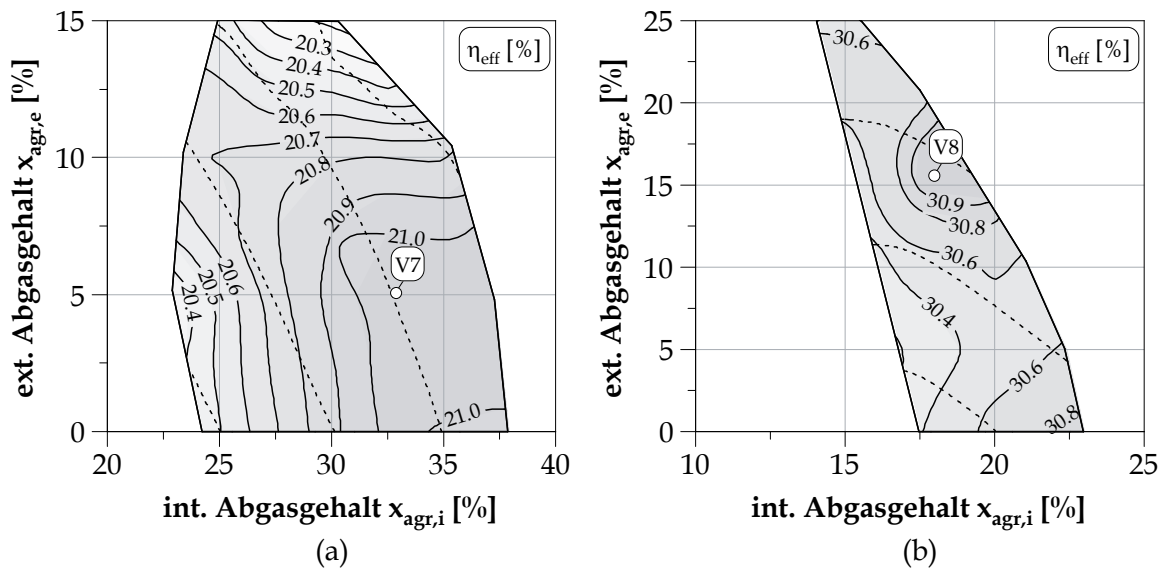 15
10
5
0
ext. Abgasgehalt x_agr,e [%]
η_eff [%]
20.3
20.4
20.5
20.6
20.7
20.8
20.9
21.0
V7
20.6
20.5
20.4
21.0
20 25 30 35 40
int. Abgasgehalt x_agr,i [%]
(a)
25
20
15
10
5
0
ext. Abgasgehalt x_agr,e [%]
η_eff [%]
30.6
V8
30.9
30.8
30.6
30.4
30.6
30.8
10 15 20 25
int. Abgasgehalt x_agr,i [%]
(b)